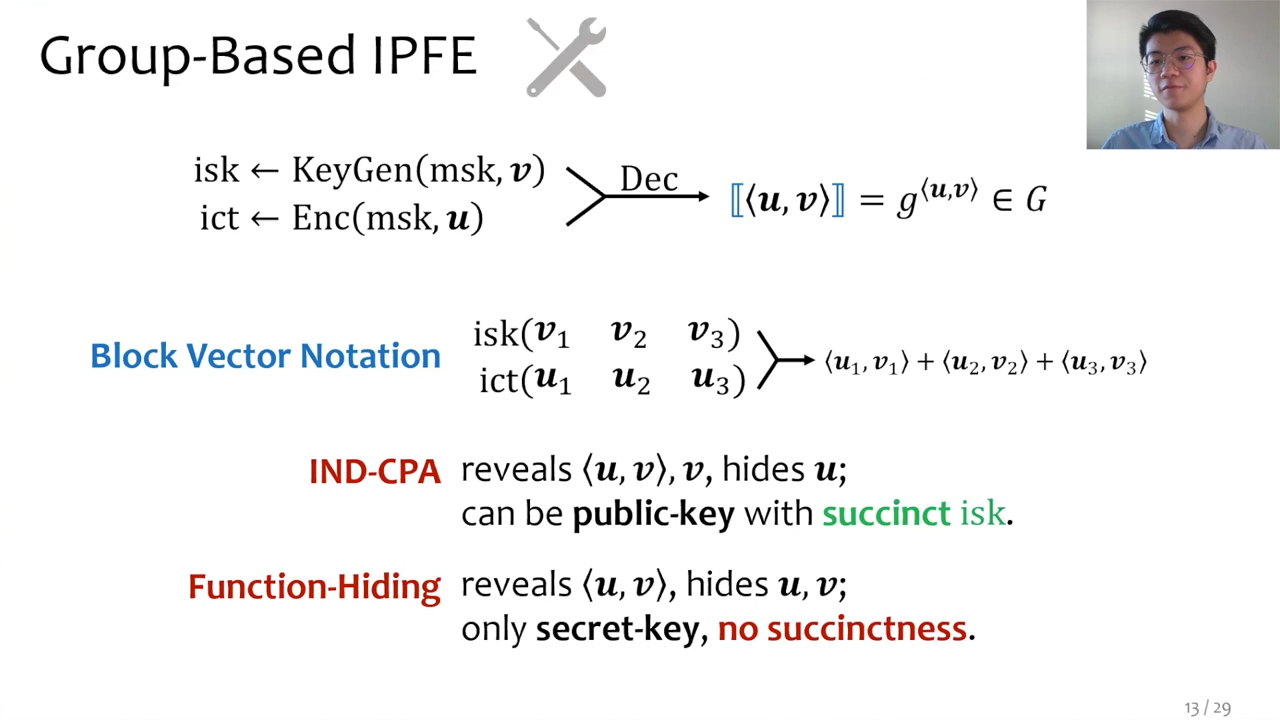 Group-Based IPFE
isk ← KeyGen(msk, v)
ict ← Enc(msk, u)
Dec
⟦⟨u, v⟩⟧ = g^⟨u,v⟩ ∈ G
Block Vector Notation
isk(v₁ v₂ v₃)
ict(u₁ u₂ u₃)
⟨u₁, v₁⟩ + ⟨u₂, v₂⟩ + ⟨u₃, v₃⟩
IND-CPA reveals ⟨u, v⟩, v, hides u;
can be public-key with succinct isk.
Function-Hiding reveals ⟨u, v⟩, hides u, v;
only secret-key, no succinctness.
13 / 29